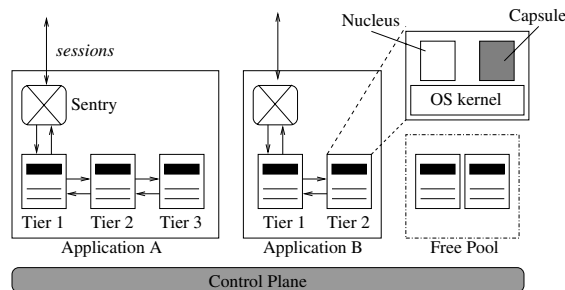 Nucleus
Capsule
sessions
Sentry
OS kernel
Tier 1
Tier 2
Tier 3
Tier 1
Tier 2
Application A
Application B
Free Pool
Control Plane